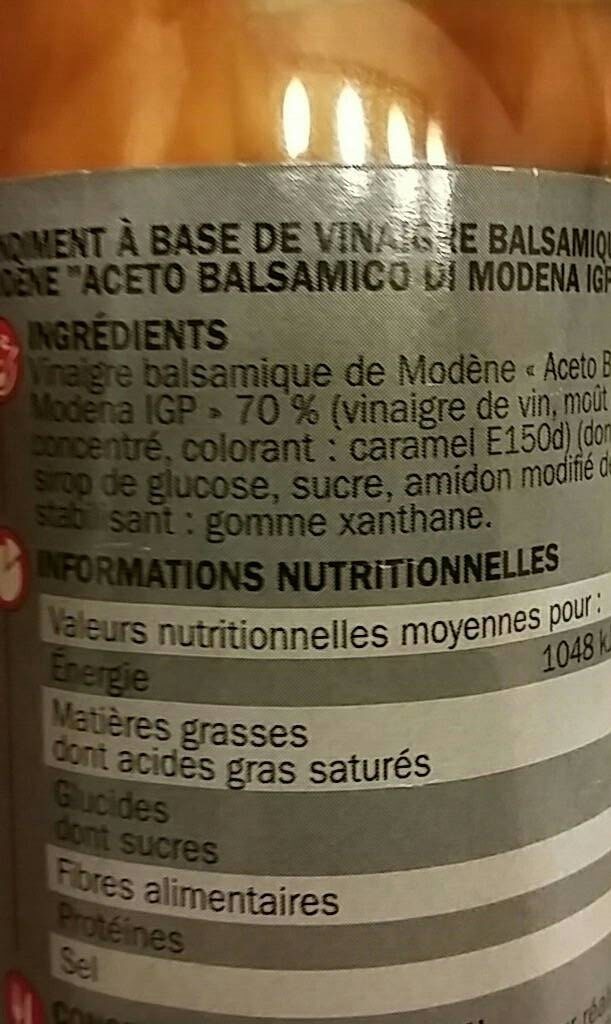 NDIMENT À BASE DE VINAIGRE BALSAMIQU
DÈNE "ACETO BALSAMICO DI MODENA IGP
INGRÉDIENTS
Vinaigre balsamique de Modène « Aceto B
Modena IGP » 70 % (vinaigre de vin, moût
concentré, colorant : caramel E150d) (don
sirop de glucose, sucre, amidon modifié d
stabilisant : gomme xanthane.
INFORMATIONS NUTRITIONNELLES
Valeurs nutritionnelles moyennes pour :
Énergie 1048 k
Matières grasses
dont acides gras saturés
Glucides
dont sucres
Fibres alimentaires
Protéines
Sel